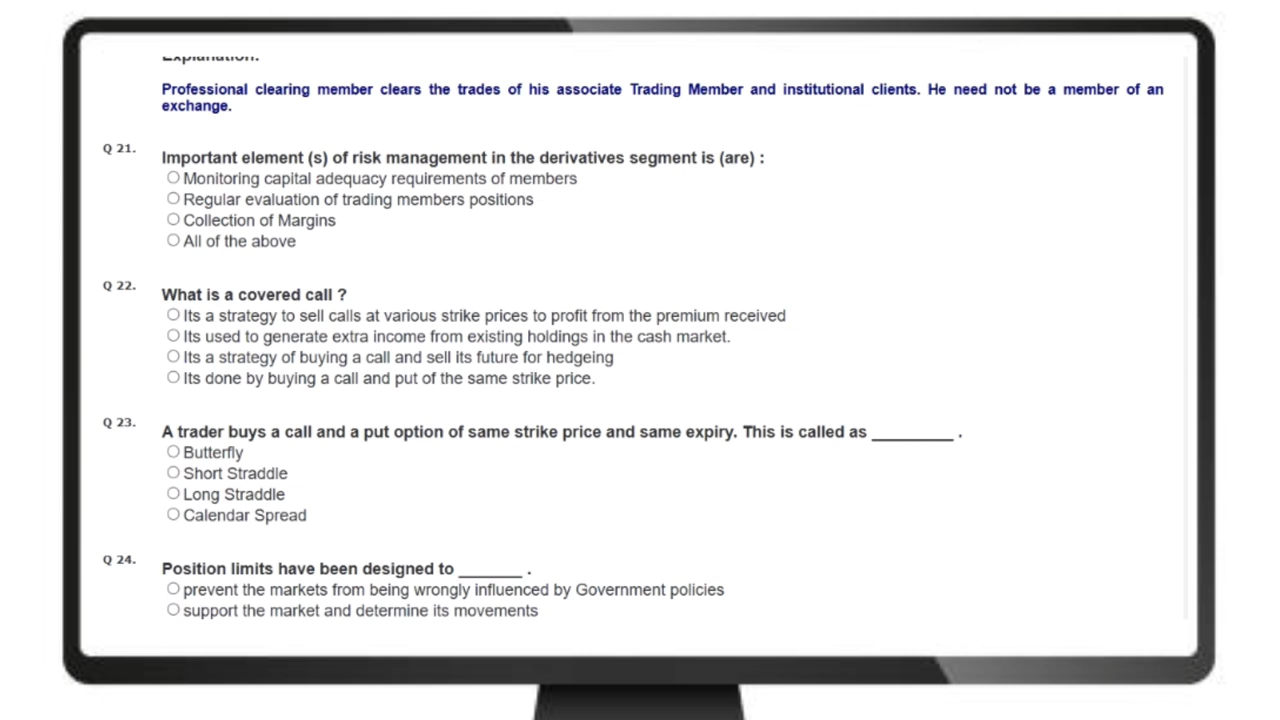 Explanation:
Professional clearing member clears the trades of his associate Trading Member and institutional clients. He need not be a member of an
exchange.
Q 21.
Important element (s) of risk management in the derivatives segment is (are) :
Monitoring capital adequacy requirements of members
Regular evaluation of trading members positions
Collection of Margins
All of the above
Q 22.
What is a covered call ?
Its a strategy to sell calls at various strike prices to profit from the premium received
Its used to generate extra income from existing holdings in the cash market.
Its a strategy of buying a call and sell its future for hedgeing
Its done by buying a call and put of the same strike price.
Q 23.
A trader buys a call and a put option of same strike price and same expiry. This is called as _________ .
Butterfly
Short Straddle
Long Straddle
Calendar Spread
Q 24.
Position limits have been designed to _______ .
prevent the markets from being wrongly influenced by Government policies
support the market and determine its movements